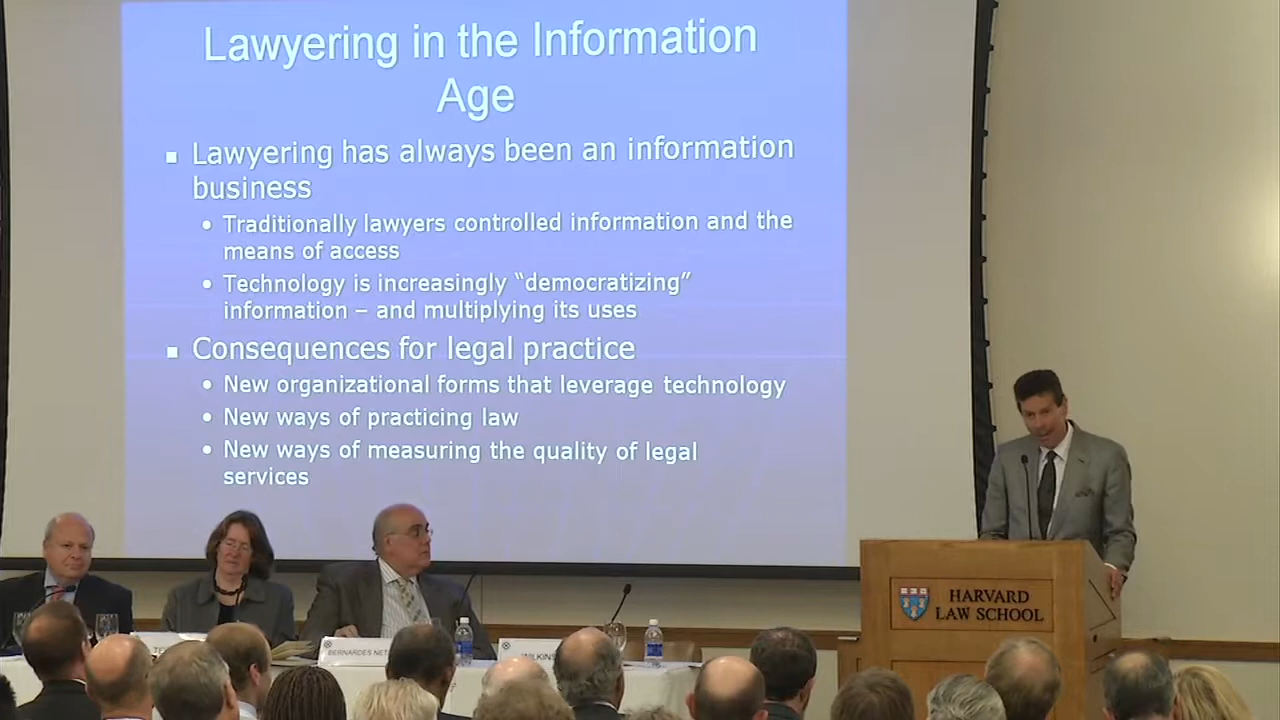 Lawyering in the Information
Age
Lawyering has always been an information
business
Traditionally lawyers controlled information and the
means of access
Technology is increasingly “democratizing”
information – and multiplying its uses
Consequences for legal practice
New organizational forms that leverage technology
New ways of practicing law
New ways of measuring the quality of legal
services
HARVARD
LAW SCHOOL
BERNARDES NET
WILKINS